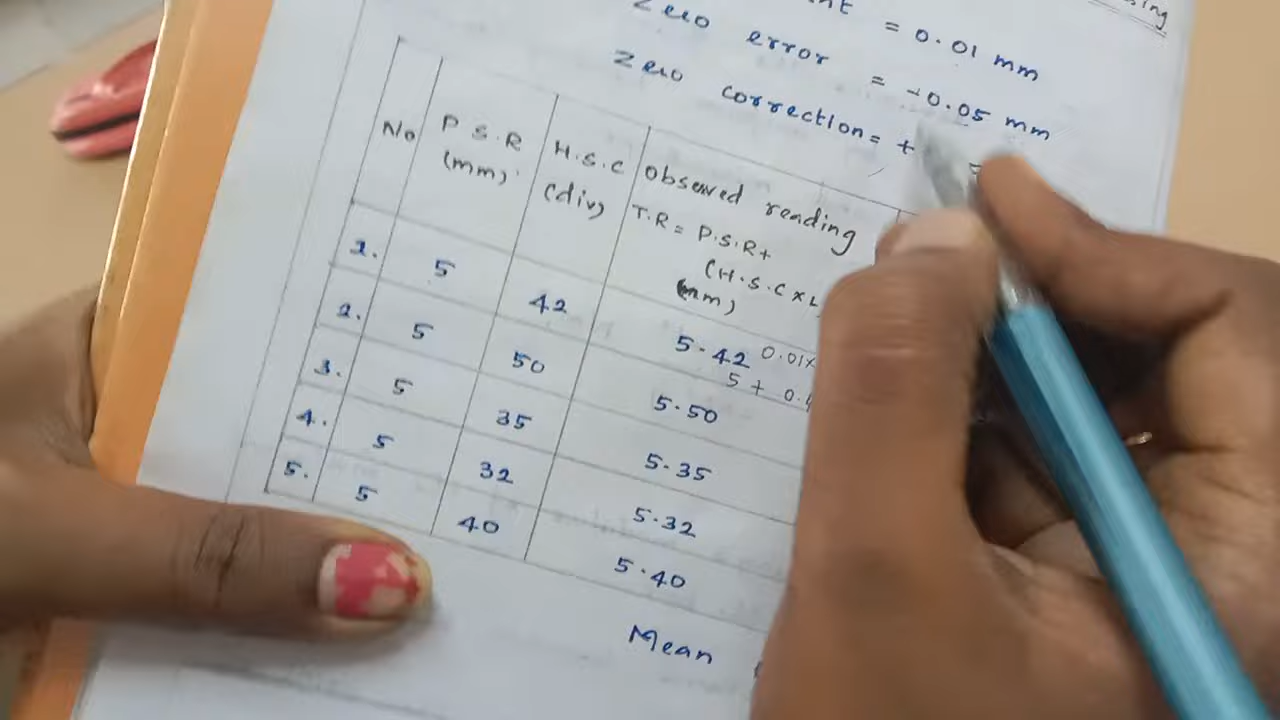 = 0.01 mm
Zero error = -0.05 mm
Zero correction = +
No P.S.R (mm) H.S.C (div) Observed reading
T.R = P.S.R +
(H.S.C x L
(mm)
1. 5 42 5.42 0.01x
5 + 0.4
2. 5 50 5.50
3. 5 35 5.35
4. 5 32 5.32
5. 5 40 5.40
Mean